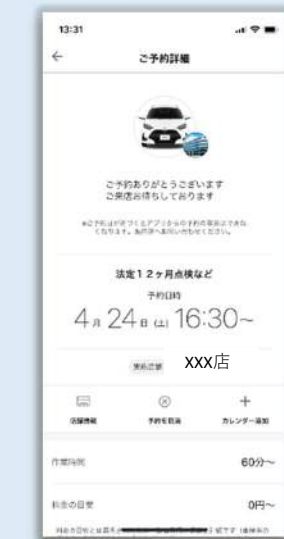 13:31
ご予約詳細
ご予約ありがとうございます
ご来店お待ちしております
法定12ヶ月点検など
予約日時
4月24日(土)16:30~
実施店舗 XXX店
店舗情報 予約を取消 カレンダー追加
作業時間 60分~
料金の目安 0円~